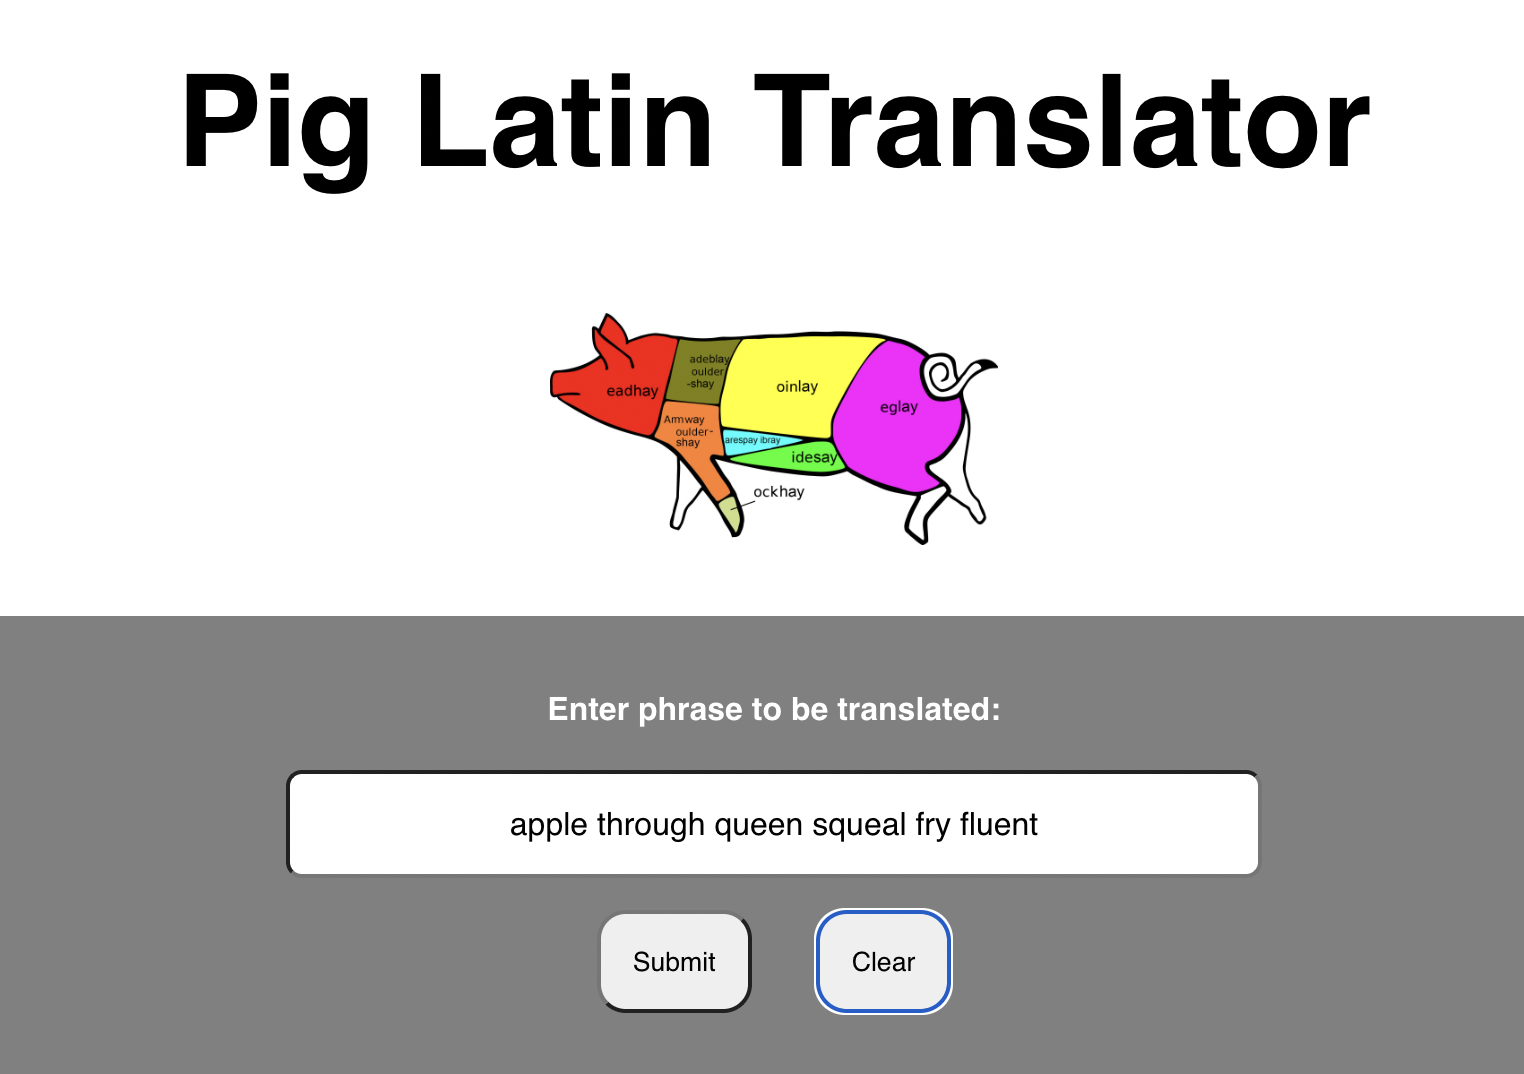 Pig Latin Translator
eadhay
adeblay
oulder
-shay
oinlay
eglay
Armway
oulder-
shay
arespay ibray
idesay
ockhay
Enter phrase to be translated:
apple through queen squeal fry fluent
Submit
Clear